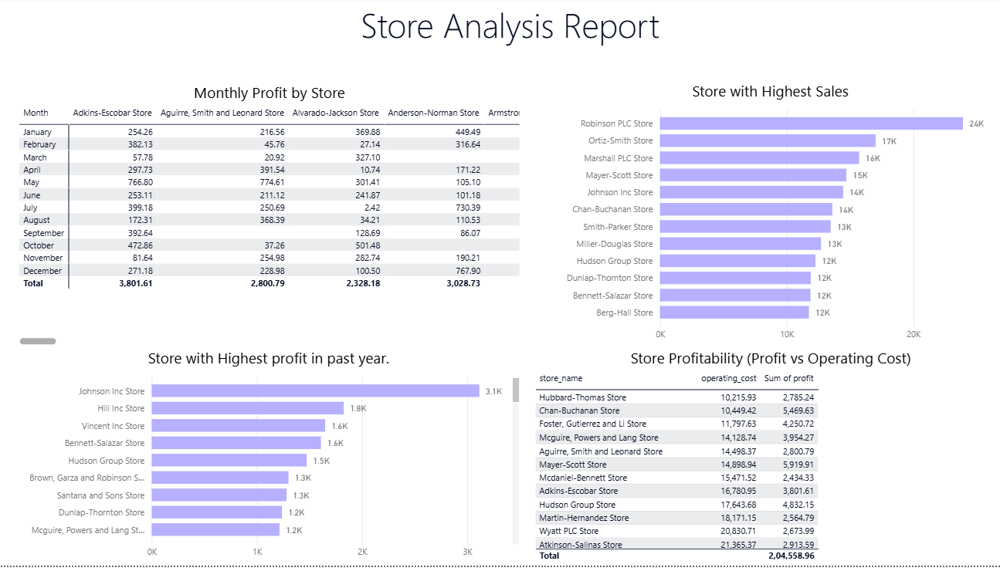 Store Analysis Report
Monthly Profit by Store
Month Adkins-Escobar Store Aguirre, Smith and Leonard Store Alvarado-Jackson Store Anderson-Norman Store Armstror
January 254.26 216.56 369.88 449.49
February 382.13 45.76 27.14 316.64
March 57.78 20.92 327.10
April 297.73 391.54 10.74 171.22
May 766.80 774.61 301.41 105.10
June 253.11 211.12 241.87 101.18
July 399.18 250.69 2.42 730.39
August 172.31 368.39 34.21 110.53
September 392.64 128.69 86.07
October 472.86 37.26 501.48
November 81.64 254.98 282.74 190.21
December 271.18 228.98 100.50 767.90
Total 3,801.61 2,800.79 2,328.18 3,028.73
Store with Highest Sales
Robinson PLC Store 24K
Ortiz-Smith Store 17K
Marshall PLC Store 16K
Mayer-Scott Store 15K
Johnson Inc Store 14K
Chan-Buchanan Store 14K
Smith-Parker Store 13K
Miller-Douglas Store 13K
Hudson Group Store 12K
Dunlap-Thornton Store 12K
Bennett-Salazar Store 12K
Berg-Hall Store 12K
0K 10K 20K
Store with Highest profit in past year.
Johnson Inc Store 3.1K
Hill Inc Store 1.8K
Vincent Inc Store 1.6K
Bennett-Salazar Store 1.6K
Hudson Group Store 1.5K
Brown, Garza and Robinson S... 1.3K
Santana and Sons Store 1.3K
Dunlap-Thornton Store 1.2K
Mcguire, Powers and Lang St... 1.2K
0K 1K 2K 3K
Store Profitability (Profit vs Operating Cost)
store_name operating_cost Sum of profit
Hubbard-Thomas Store 10,215.93 2,785.24
Chan-Buchanan Store 10,449.42 5,469.63
Foster, Gutierrez and Li Store 11,797.63 4,250.72
Mcguire, Powers and Lang Store 14,128.74 3,954.27
Aguirre, Smith and Leonard Store 14,498.37 2,800.79
Mayer-Scott Store 14,898.94 5,919.91
Mcdaniel-Bennett Store 15,471.52 2,434.33
Adkins-Escobar Store 16,780.95 3,801.61
Hudson Group Store 17,643.68 4,832.15
Martin-Hernandez Store 18,171.15 2,564.79
Wyatt PLC Store 20,830.71 2,673.99
Atkinson-Salinas Store 21,365.37 2,913.59
Total 2,04,558.96